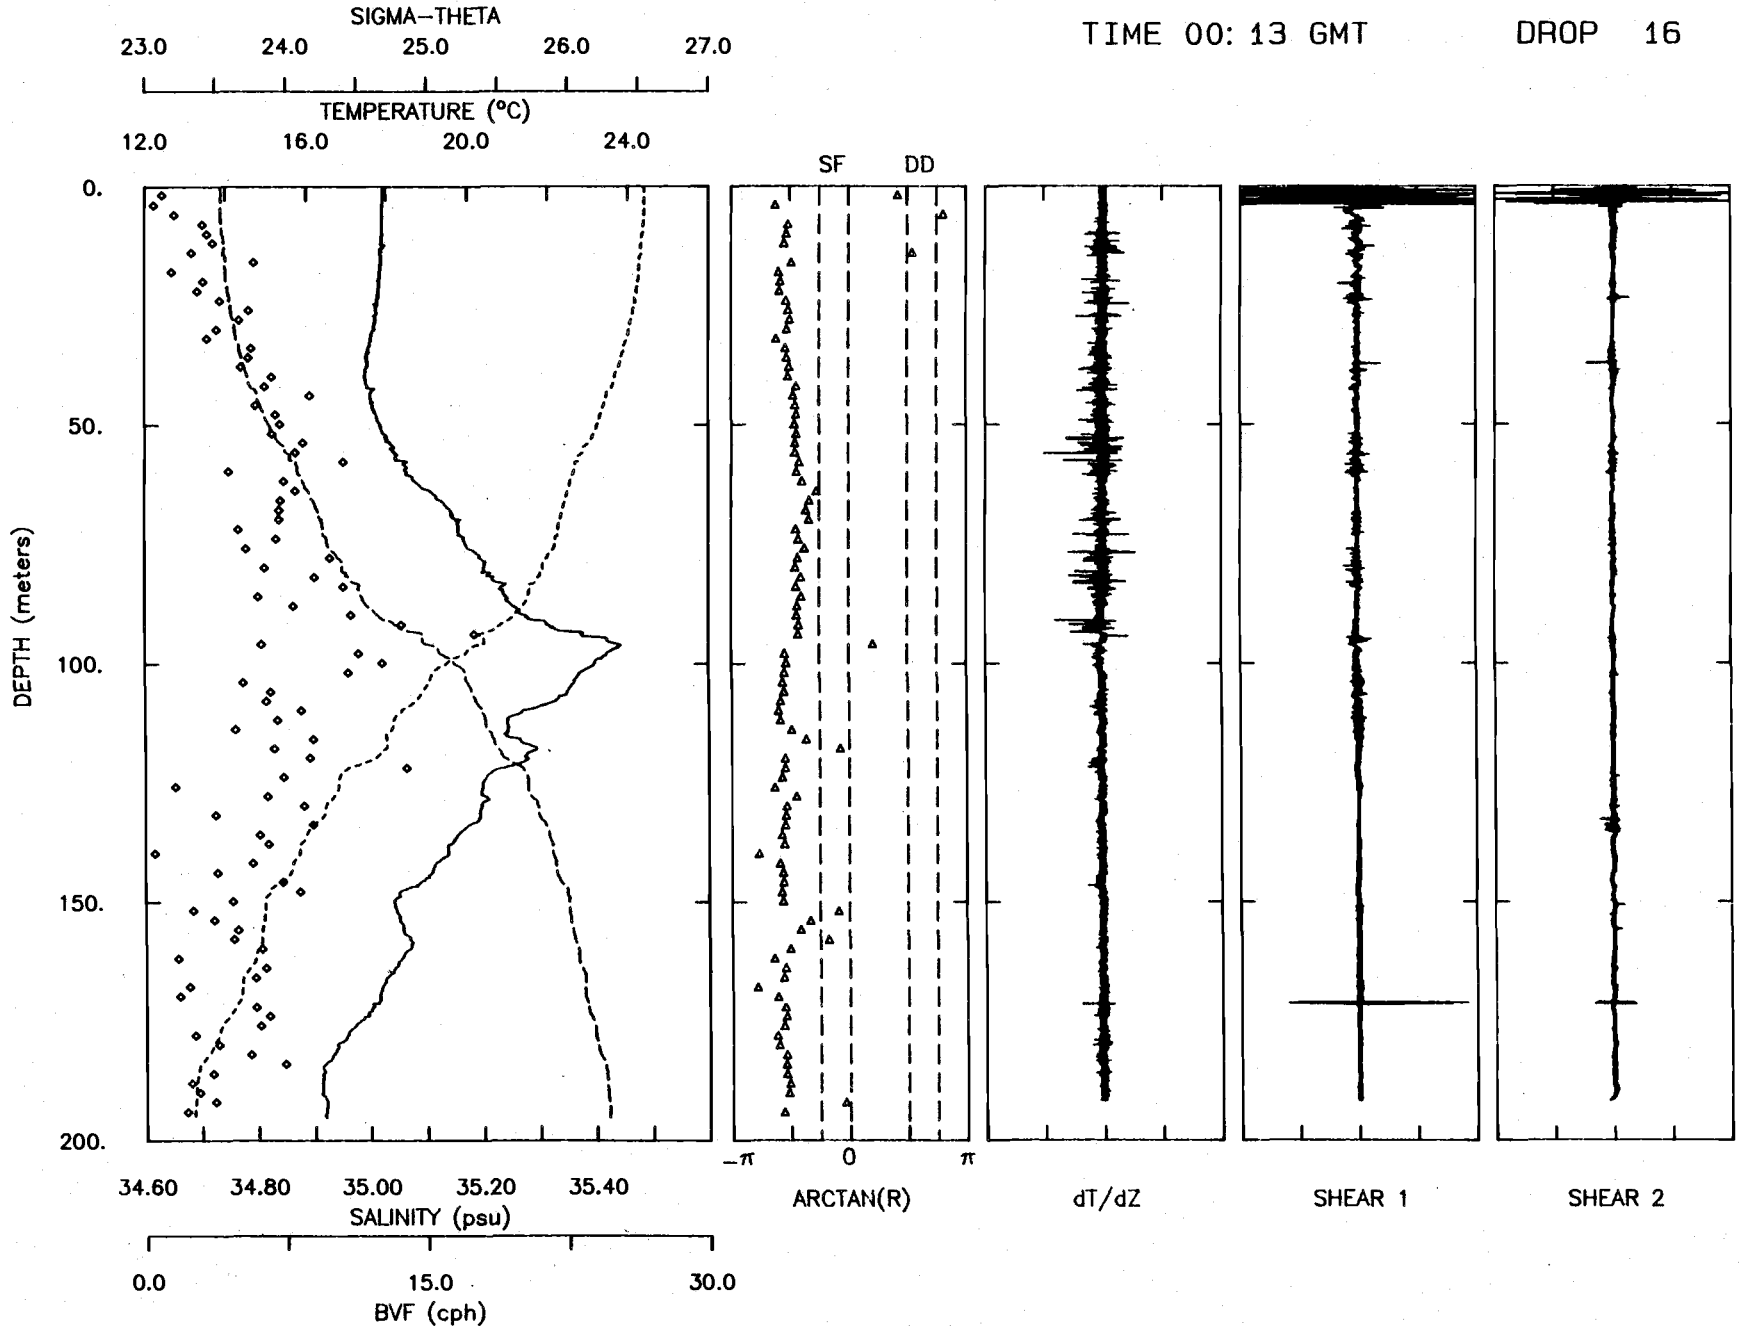 SIGMA-THETA
23.0 24.0 25.0 26.0 27.0
TIME 00:13 GMT DROP 16
TEMPERATURE (°C)
12.0 16.0 20.0 24.0
SF DD
0.
50.
100.
150.
200.
DEPTH (meters)
-π 0 π
34.60 34.80 35.00 35.20 35.40
SALINITY (psu)
ARCTAN(R) dT/dZ SHEAR 1 SHEAR 2
0.0 15.0 30.0
BVF (cph)